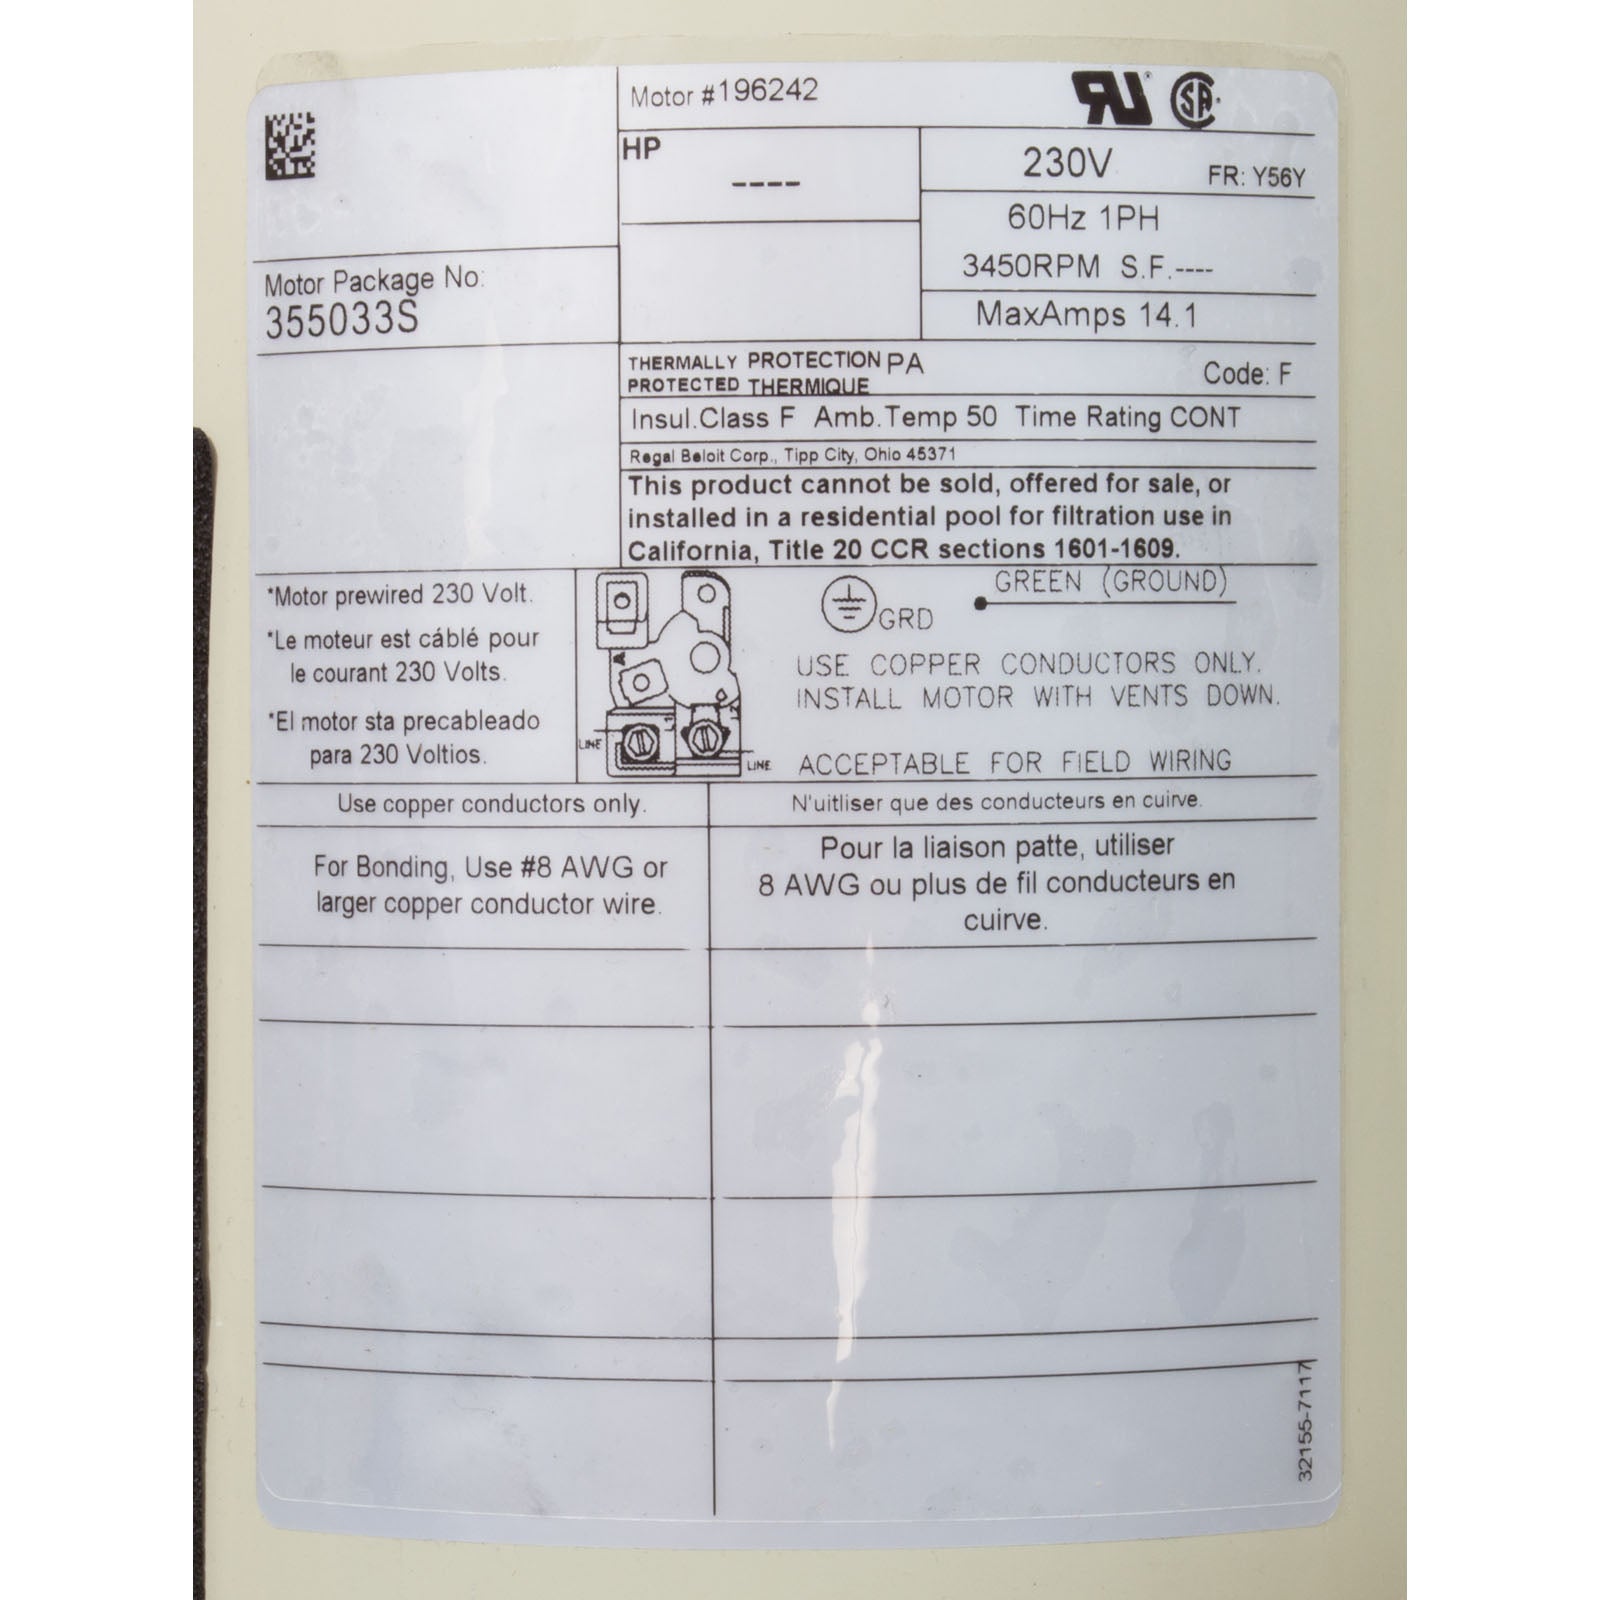 Motor #196242
HP
----
230V FR: Y56Y
60Hz 1PH
3450RPM S.F.----
MaxAmps 14.1
Motor Package No:
355033S
THERMALLY PROTECTION PA
PROTECTED THERMIQUE
Code: F
Insul.Class F Amb.Temp 50 Time Rating CONT
Regal Beloit Corp., Tipp City, Ohio 45371
This product cannot be sold, offered for sale, or
installed in a residential pool for filtration use in
California, Title 20 CCR sections 1601-1609.
*Motor prewired 230 Volt.
*Le moteur est cáblé pour
le courant 230 Volts.
*El motor sta precableado
para 230 Voltios.
A
LINE
LINE
GRD
GREEN (GROUND)
USE COPPER CONDUCTORS ONLY.
INSTALL MOTOR WITH VENTS DOWN.
ACCEPTABLE FOR FIELD WIRING
Use copper conductors only.
N'uitliser que des conducteurs en cuirve.
For Bonding, Use #8 AWG or
larger copper conductor wire.
Pour la liaison patte, utiliser
8 AWG ou plus de fil conducteurs en
cuirve.
32155-7117